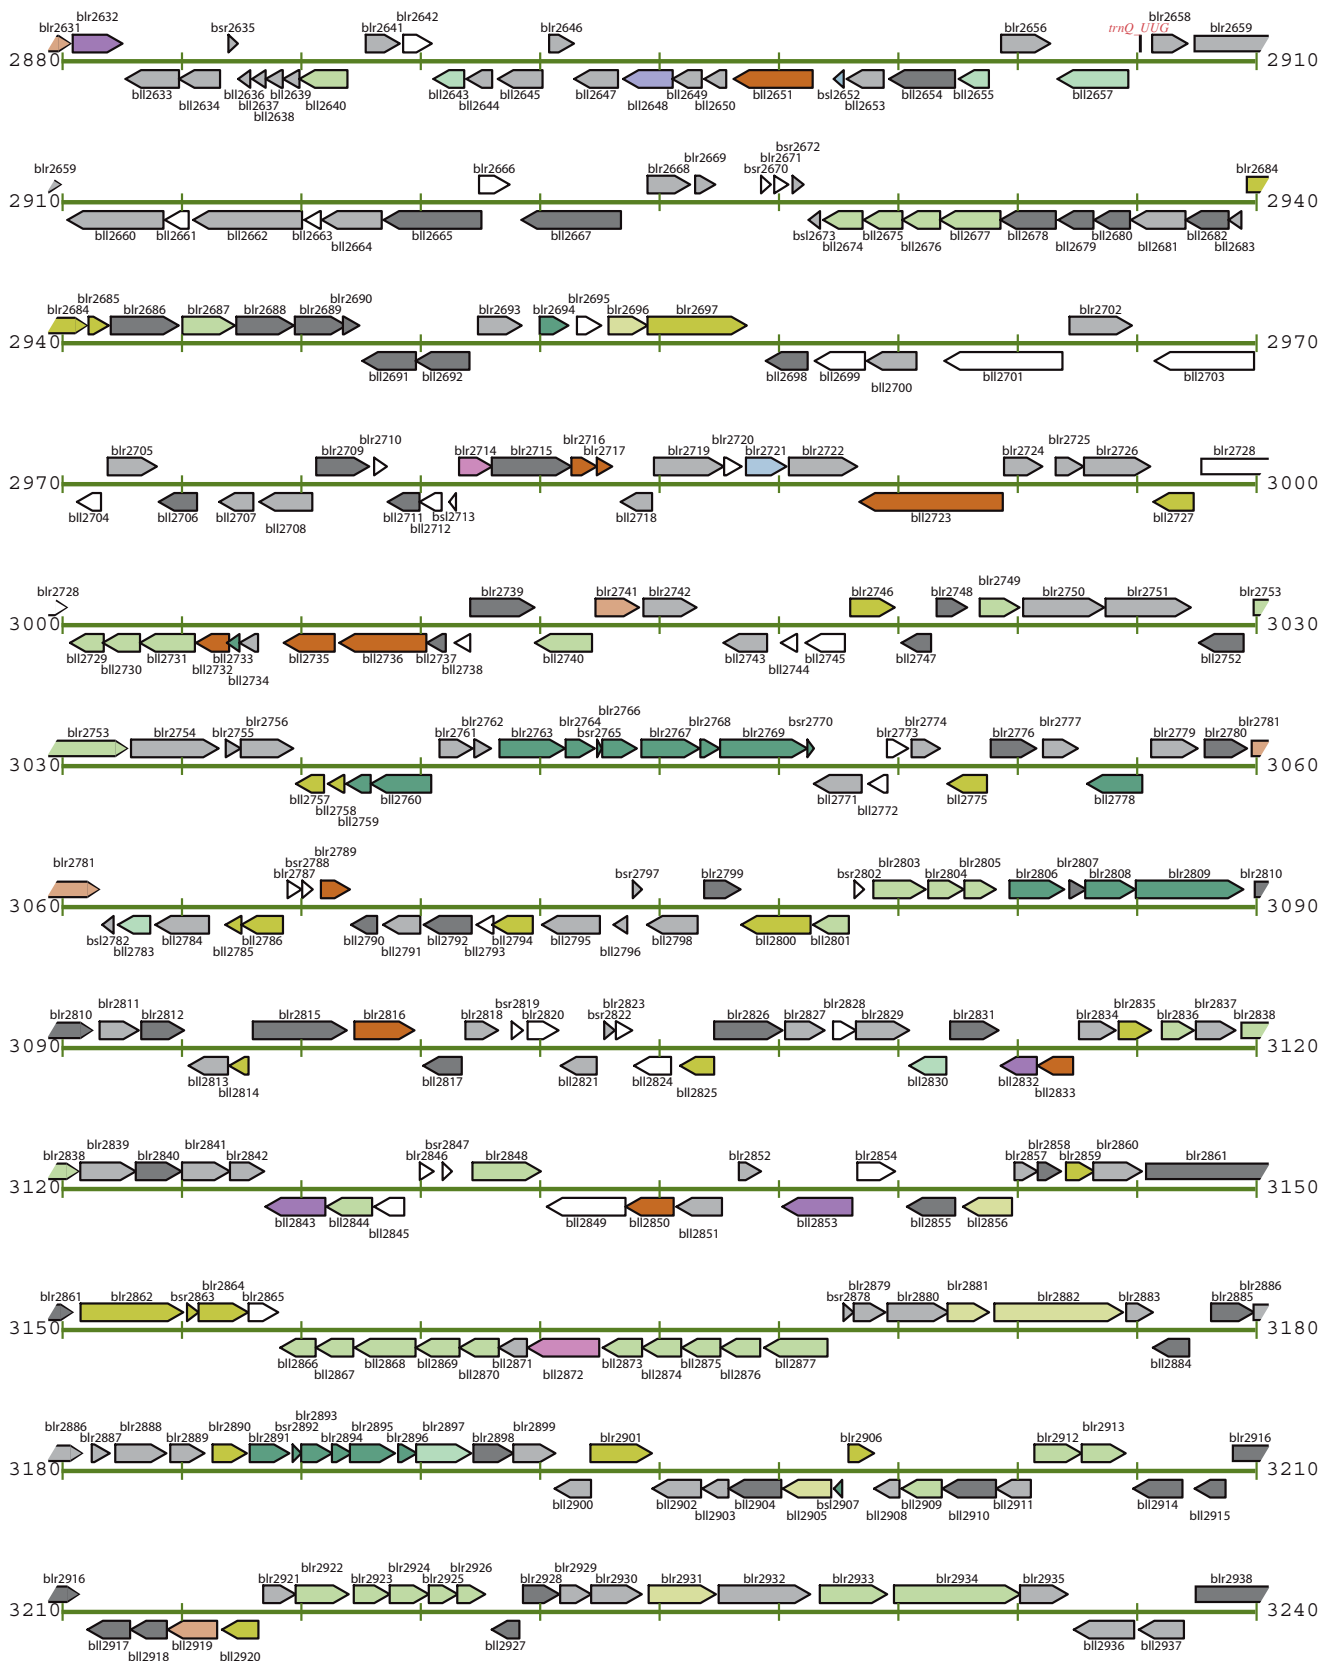 blr2632 blr2642 trnQ_UUG blr2658
blr2631 bsr2635 blr2641 blr2646 blr2656 blr2659
2880 2910
bll2633 bll2634 bll2636 bll2637 bll2638 bll2639 bll2640 bll2643 bll2644 bll2645 bll2647 bll2648 bll2649 bll2650 bll2651 bsl2652 bll2653 bll2654 bll2655 bll2657
blr2659 blr2666 blr2668 blr2669 bsr2670 blr2671 bsr2672 blr2684
2910 2940
bll2660 bll2661 bll2662 bll2663 bll2664 bll2665 bll2667 bsl2673 bll2674 bll2675 bll2676 bll2677 bll2678 bll2679 bll2680 bll2681 bll2682 bll2683
blr2684 blr2685 blr2686 blr2687 blr2688 blr2689 blr2690 blr2693 blr2694 blr2695 blr2696 blr2697 blr2702
2940 2970
bll2691 bll2692 bll2698 bll2699 bll2700 bll2701 bll2703
blr2705 blr2709 blr2710 blr2714 blr2715 blr2716 blr2717 blr2719 blr2720 blr2721 blr2722 blr2724 blr2725 blr2726 blr2728
2970 3000
bll2704 bll2706 bll2707 bll2708 bll2711 bll2712 bsl2713 bll2718 bll2723 bll2727
blr2728 blr2739 blr2741 blr2742 blr2746 blr2748 blr2749 blr2750 blr2751 blr2753
3000 3030
bll2729 bll2730 bll2731 bll2732 bll2733 bll2734 bll2735 bll2736 bll2737 bll2738 bll2740 bll2743 bll2744 bll2745 bll2747 bll2752
blr2753 blr2754 blr2755 blr2756 blr2761 blr2762 blr2763 blr2764 bsr2765 blr2766 blr2767 blr2768 blr2769 bsr2770 blr2773 blr2774 blr2776 blr2777 blr2779 blr2780 blr2781
3030 3060
bll2757 bll2758 bll2759 bll2760 bll2771 bll2772 bll2775 bll2778
blr2781 blr2787 bsr2788 blr2789 bsr2797 blr2799 bsr2802 blr2803 blr2804 blr2805 blr2806 blr2807 blr2808 blr2809 blr2810
3060 3090
bsl2782 bll2783 bll2784 bll2785 bll2786 bll2790 bll2791 bll2792 bll2793 bll2794 bll2795 bll2796 bll2798 bll2800 bll2801
blr2810 blr2811 blr2812 blr2815 blr2816 blr2818 bsr2819 blr2820 bsr2822 blr2823 blr2826 blr2827 blr2828 blr2829 blr2831 blr2834 blr2835 blr2836 blr2837 blr2838
3090 3120
bll2813 bll2814 bll2817 bll2821 bll2824 bll2825 bll2830 bll2832 bll2833
blr2838 blr2839 blr2840 blr2841 blr2842 blr2846 bsr2847 blr2848 blr2852 blr2854 blr2857 blr2858 blr2859 blr2860 blr2861
3120 3150
bll2843 bll2844 bll2845 bll2849 bll2850 bll2851 bll2853 bll2855 bll2856
blr2861 blr2862 bsr2863 blr2864 blr2865 bsr2878 blr2879 blr2880 blr2881 blr2882 blr2883 blr2885 blr2886
3150 3180
bll2866 bll2867 bll2868 bll2869 bll2870 bll2871 bll2872 bll2873 bll2874 bll2875 bll2876 bll2877 bll2884
blr2886 blr2887 blr2888 blr2889 blr2890 blr2891 bsr2892 blr2893 blr2894 blr2895 blr2896 blr2897 blr2898 blr2899 blr2901 blr2906 blr2912 blr2913 blr2916
3180 3210
bll2900 bll2902 bll2903 bll2904 bll2905 bsl2907 bll2908 bll2909 bll2910 bll2911 bll2914 bll2915
blr2916 blr2921 blr2922 blr2923 blr2924 blr2925 blr2926 blr2928 blr2929 blr2930 blr2931 blr2932 blr2933 blr2934 blr2935 blr2938
3210 3240
bll2917 bll2918 bll2919 bll2920 bll2927 bll2936 bll2937